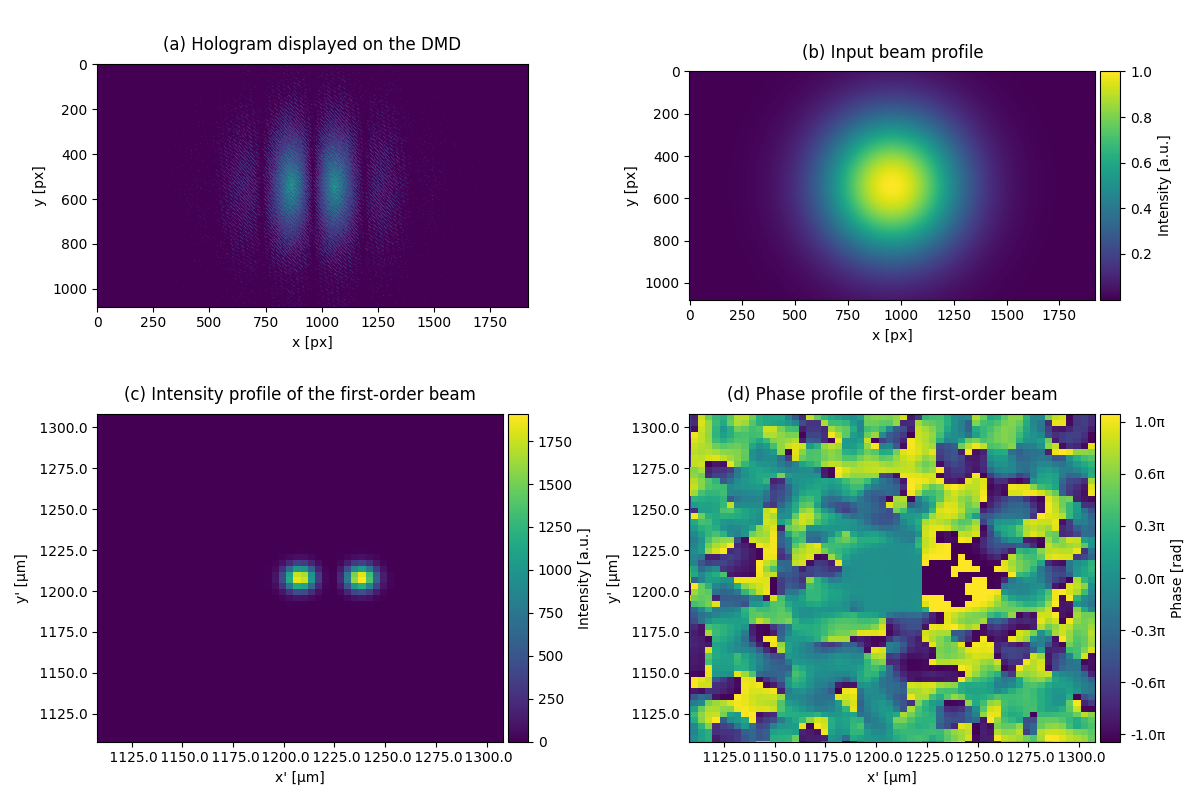 (a) Hologram displayed on the DMD
0
200
400
600
800
1000
y [px]
0 250 500 750 1000 1250 1500 1750
x [px]
(b) Input beam profile
0
200
400
600
800
1000
y [px]
0 250 500 750 1000 1250 1500 1750
x [px]
1.0
0.8
0.6
0.4
0.2
Intensity [a.u.]
(c) Intensity profile of the first-order beam
1300.0
1275.0
1250.0
1225.0
1200.0
1175.0
1150.0
1125.0
y' [μm]
1125.0 1150.0 1175.0 1200.0 1225.0 1250.0 1275.0 1300.0
x' [μm]
1750
1500
1250
1000
750
500
250
0
Intensity [a.u.]
(d) Phase profile of the first-order beam
1300.0
1275.0
1250.0
1225.0
1200.0
1175.0
1150.0
1125.0
y' [μm]
1125.0 1150.0 1175.0 1200.0 1225.0 1250.0 1275.0 1300.0
x' [μm]
1.0π
0.6π
0.3π
0.0π
-0.3π
-0.6π
-1.0π
Phase [rad]